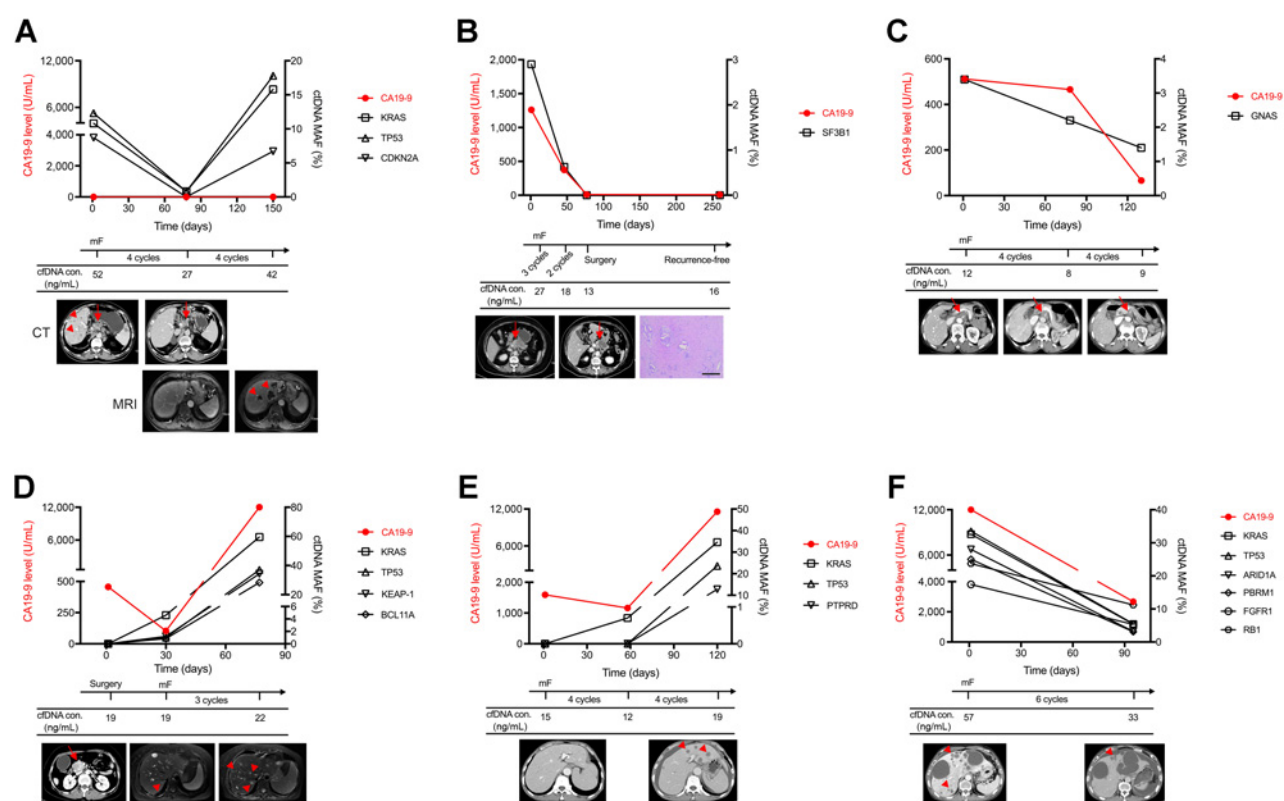 A
CA19-9 level (U/mL)
12,000
6,000
4,000
2,000
0
20
15
10
5
0
ctDNA MAF (%)
0 30 60 90 120 150
Time (days)
CA19-9
KRAS
TP53
CDKN2A
mF
4 cycles 4 cycles
cfDNA con.
(ng/mL)
52 27 42
CT
MRI
B
CA19-9 level (U/mL)
2,000
1,500
1,000
500
0
3
2
1
0
ctDNA MAF (%)
0 50 100 150 200 250
Time (days)
CA19-9
SF3B1
mF
3 cycles
2 cycles
Surgery
Recurrence-free
cfDNA con.
(ng/mL)
27 18 13 16
C
CA19-9 level (U/mL)
600
400
200
0
4
3
2
1
0
ctDNA MAF (%)
0 30 60 90 120
Time (days)
CA19-9
GNAS
mF
4 cycles 4 cycles
cfDNA con.
(ng/mL)
12 8 9
D
CA19-9 level (U/mL)
12,000
6,000
500
250
0
80
60
40
20
6
4
2
0
ctDNA MAF (%)
0 30 60 90
Time (days)
CA19-9
KRAS
TP53
KEAP-1
BCL11A
Surgery mF
3 cycles
cfDNA con.
(ng/mL)
19 19 22
E
CA19-9 level (U/mL)
12,000
6,000
2,000
1,000
0
50
40
30
20
10
1
0
ctDNA MAF (%)
0 30 60 90 120
Time (days)
CA19-9
KRAS
TP53
PTPRD
mF
4 cycles 4 cycles
cfDNA con.
(ng/mL)
15 12 19
F
CA19-9 level (U/mL)
12,000
6,000
4,000
2,000
0
40
30
20
10
0
ctDNA MAF (%)
0 30 60 90
Time (days)
CA19-9
KRAS
TP53
ARID1A
PBRM1
FGFR1
RB1
mF
6 cycles
cfDNA con.
(ng/mL)
57 33